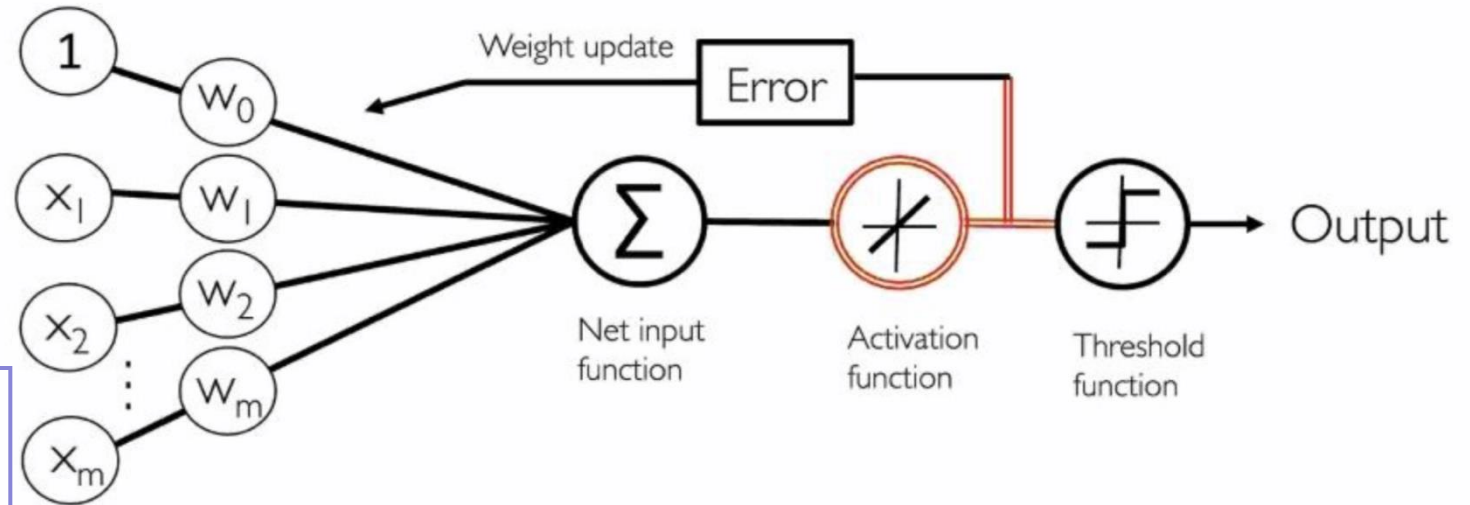 1
Weight update
Error
w₀
x₁
w₁
Σ
Output
w₂
x₂
Net input
function
Activation
function
Threshold
function
wₘ
⋮
xₘ